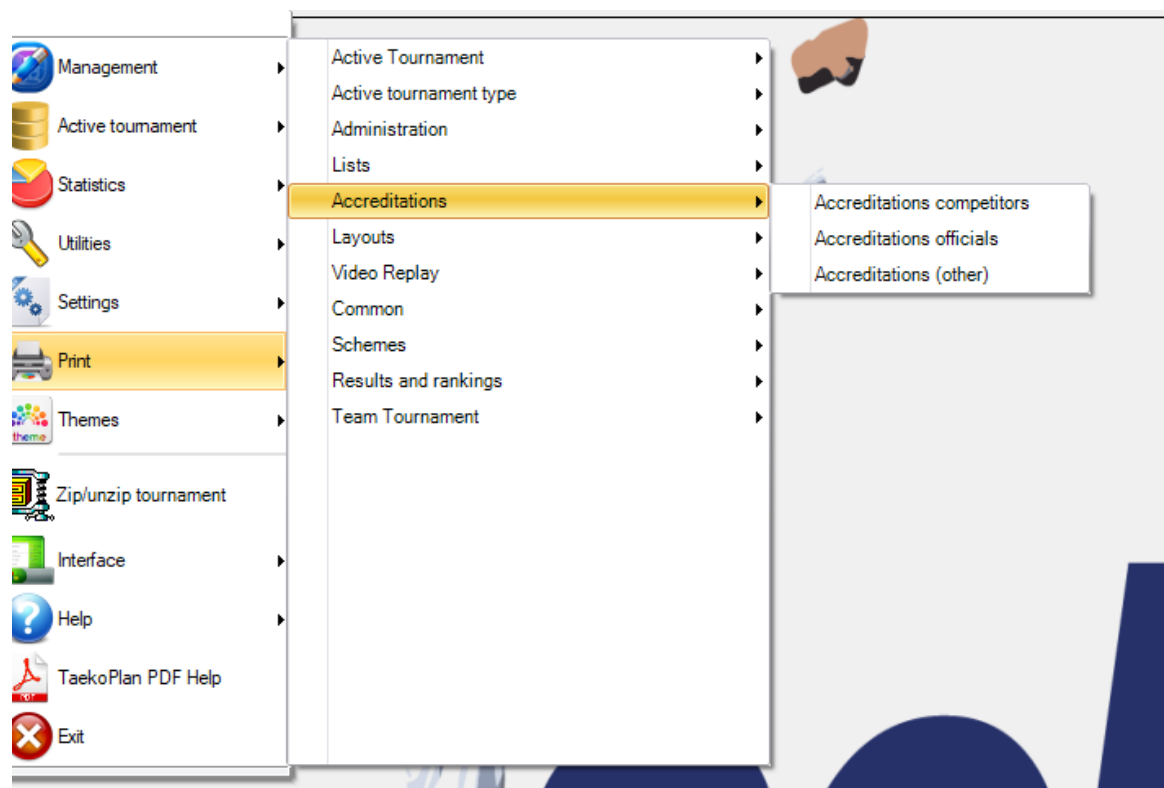 Management
Active tournament
Statistics
Utilities
Settings
Print
Themes
theme
Zip/unzip tournament
Interface
Help
TaekoPlan PDF Help
Exit
Active Tournament
Active tournament type
Administration
Lists
Accreditations
Layouts
Video Replay
Common
Schemes
Results and rankings
Team Tournament
Accreditations competitors
Accreditations officials
Accreditations (other)